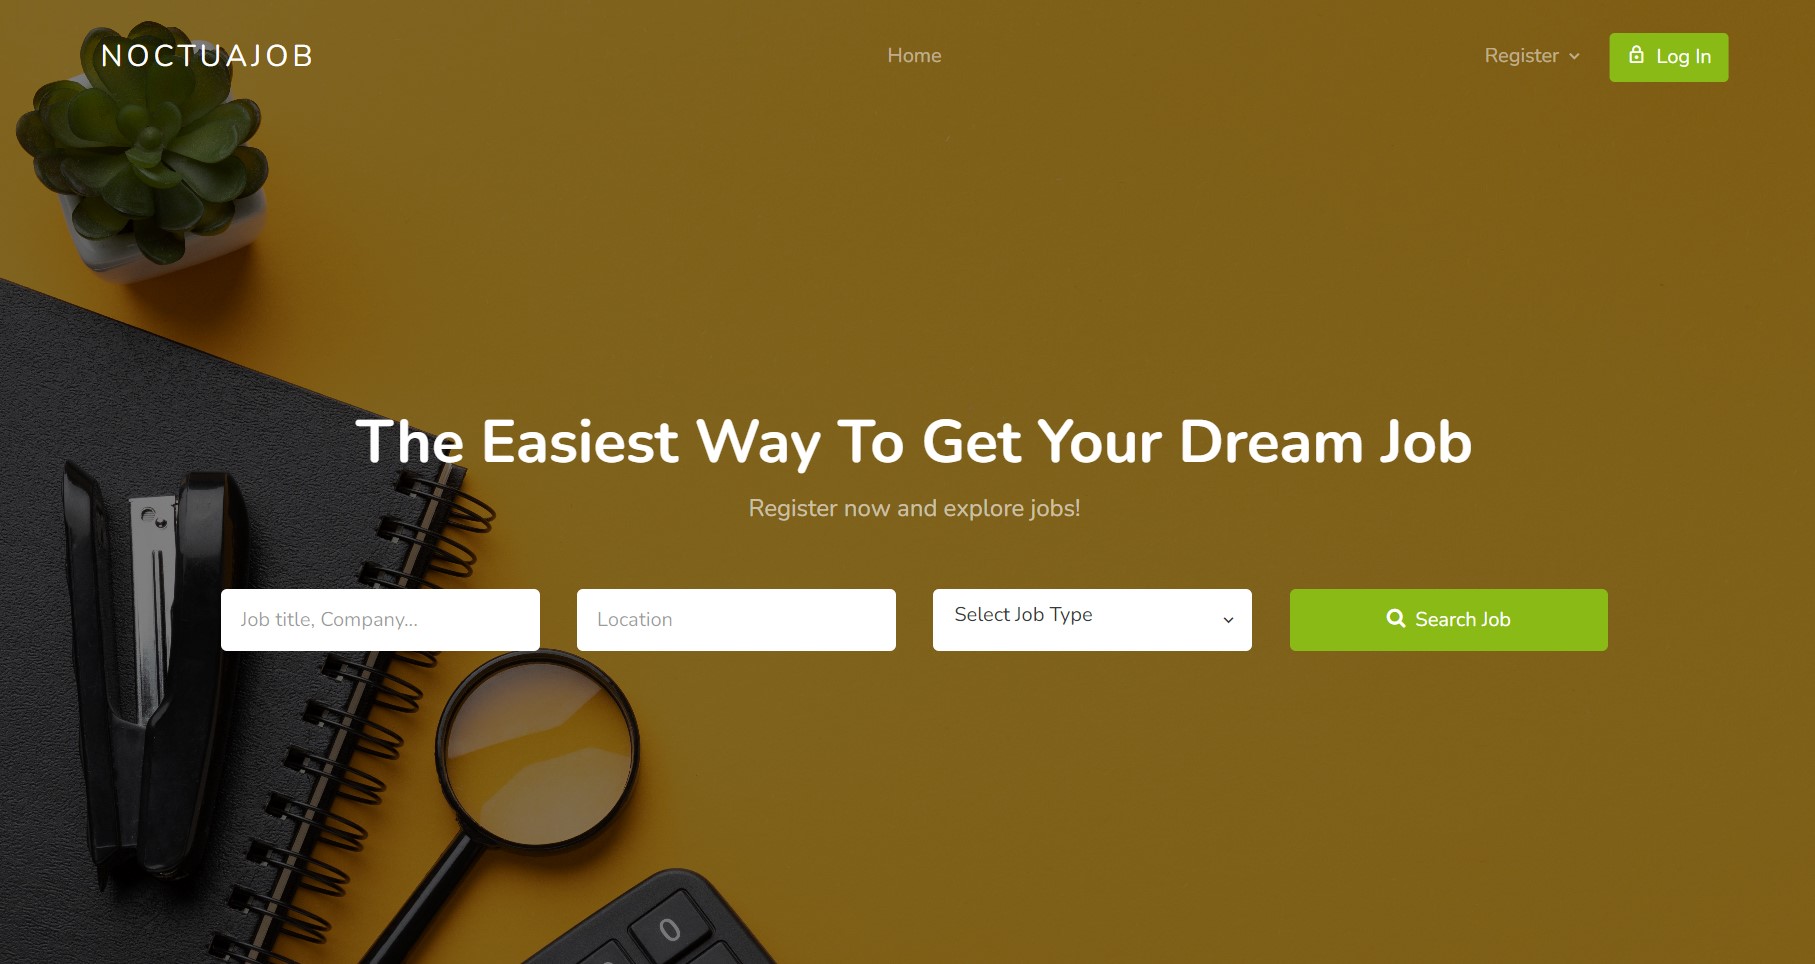 NOCTUAJOB
Home
Register
Log In
The Easiest Way To Get Your Dream Job
Register now and explore jobs!
Job title, Company...
Location
Select Job Type
Search Job
0